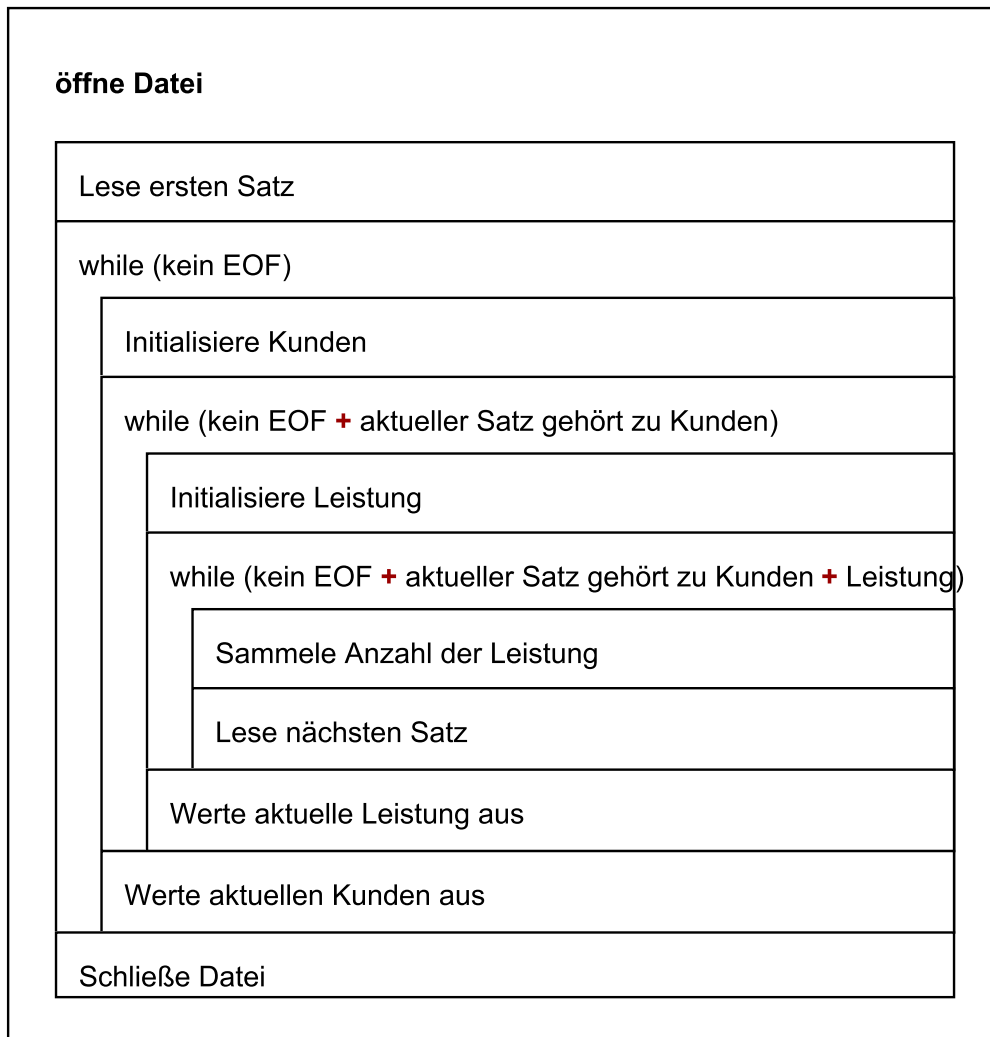 öffne Datei
Lese ersten Satz
while (kein EOF)
Initialisiere Kunden
while (kein EOF + aktueller Satz gehört zu Kunden)
Initialisiere Leistung
while (kein EOF + aktueller Satz gehört zu Kunden + Leistung)
Sammele Anzahl der Leistung
Lese nächsten Satz
Werte aktuelle Leistung aus
Werte aktuellen Kunden aus
Schließe Datei